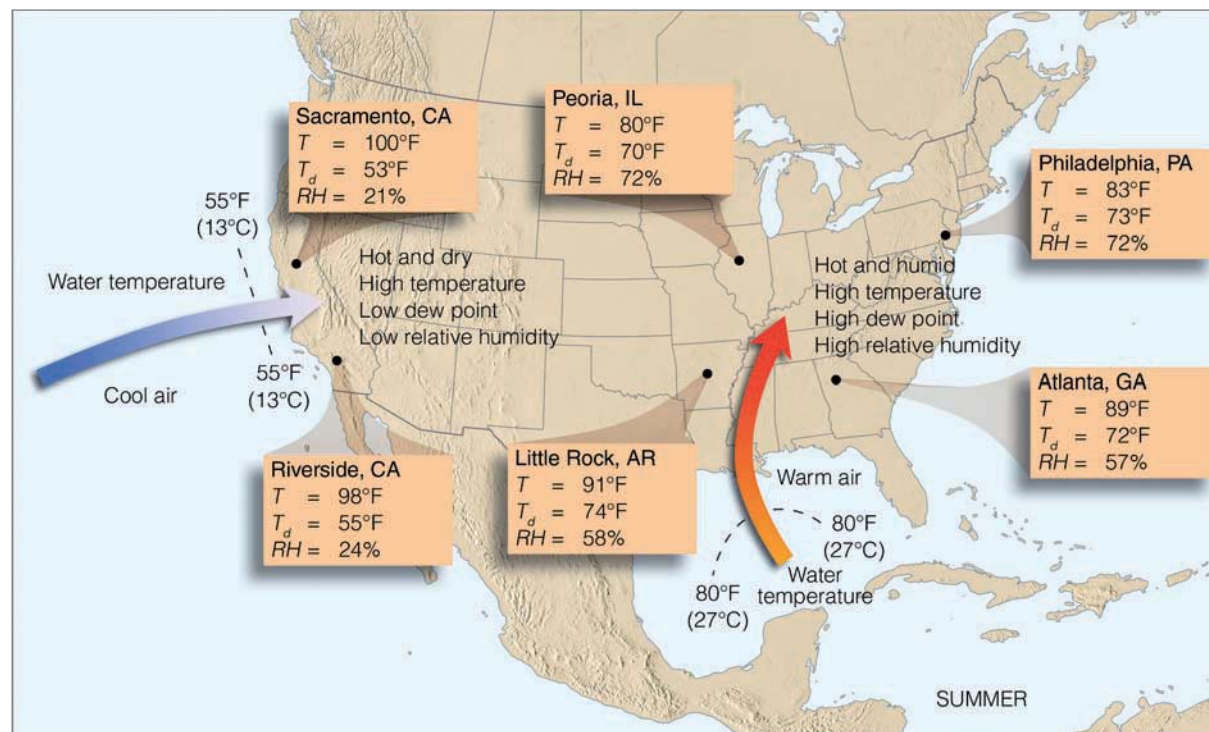 Sacramento, CA
T = 100°F
Td = 53°F
RH = 21%
Peoria, IL
T = 80°F
Td = 70°F
RH = 72%
Philadelphia, PA
T = 83°F
Td = 73°F
RH = 72%
55°F
(13°C)
Water temperature
Cool air
55°F
(13°C)
Hot and dry
High temperature
Low dew point
Low relative humidity
Hot and humid
High temperature
High dew point
High relative humidity
Riverside, CA
T = 98°F
Td = 55°F
RH = 24%
Little Rock, AR
T = 91°F
Td = 74°F
RH = 58%
Atlanta, GA
T = 89°F
Td = 72°F
RH = 57%
Warm air
80°F
(27°C)
80°F
(27°C)
Water
temperature
SUMMER